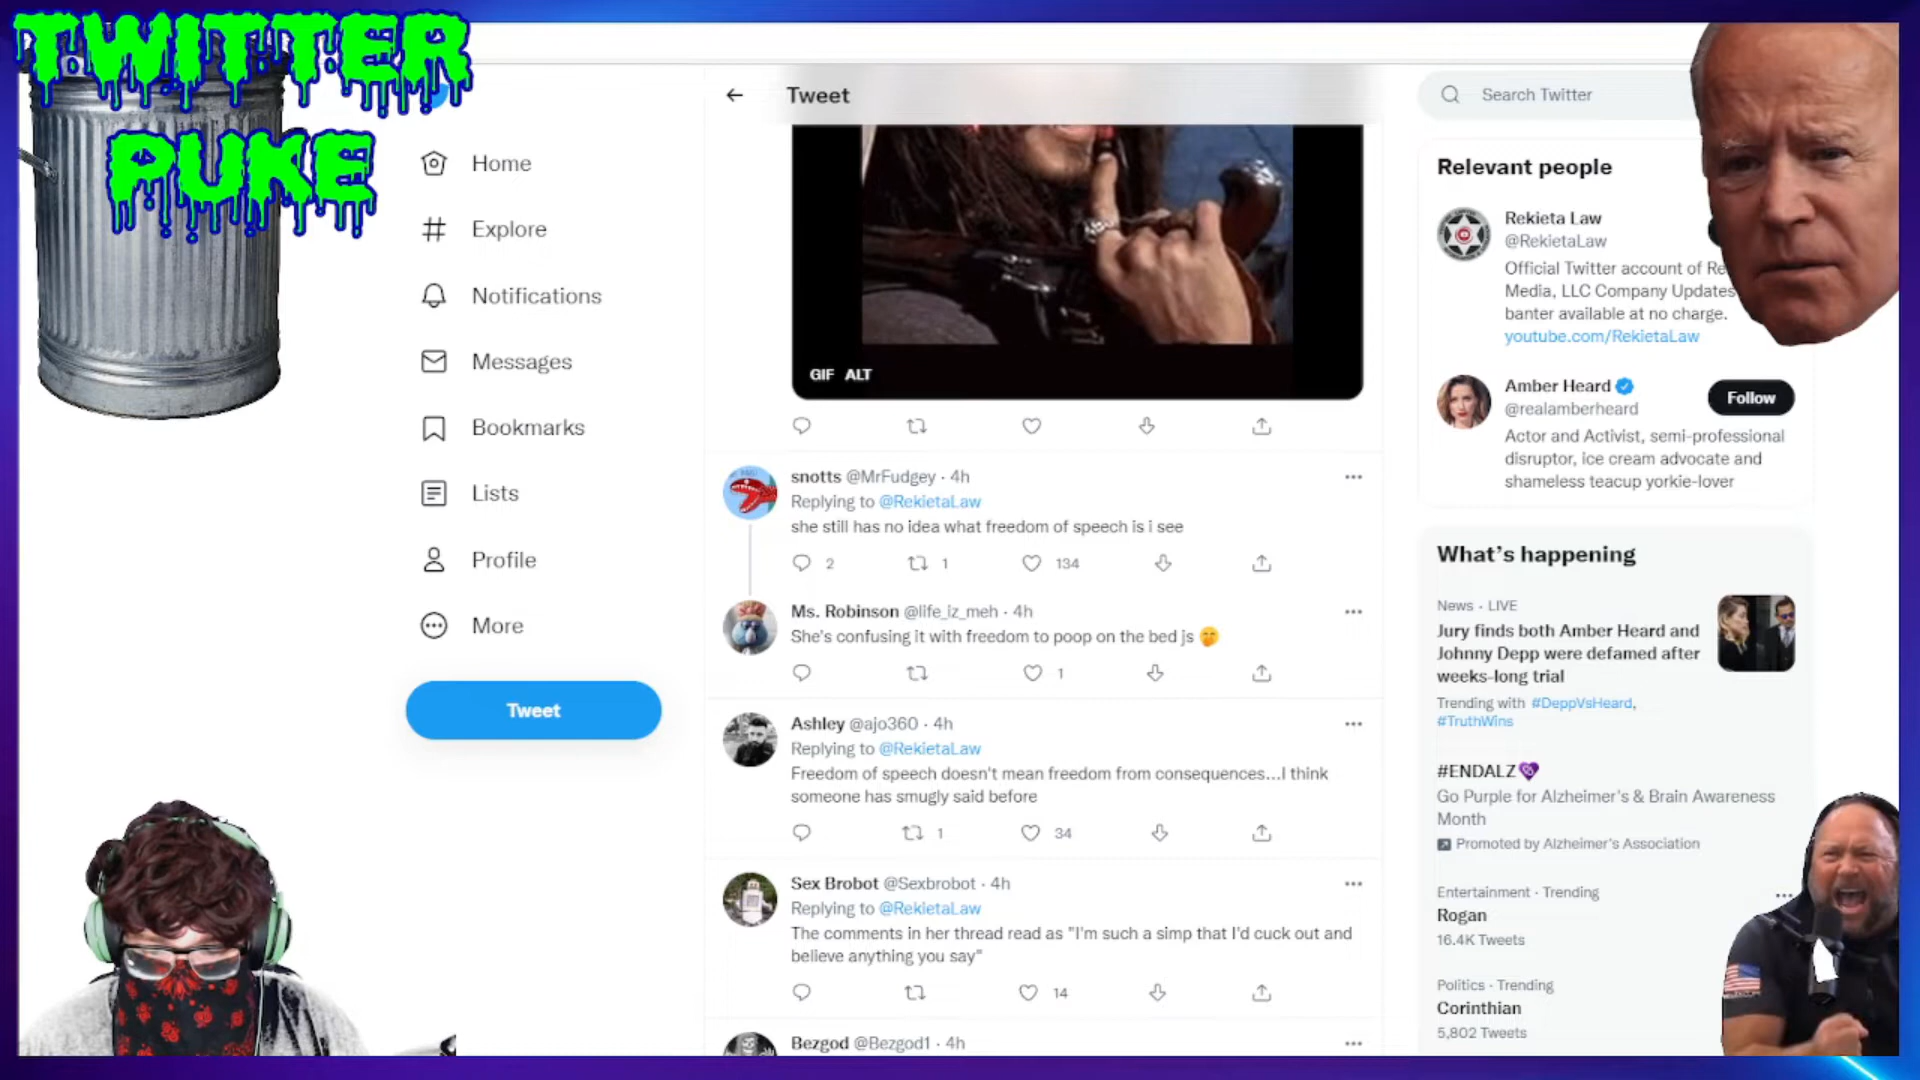 TWITTER
PUKE
Home
Explore
Notifications
Messages
Bookmarks
Lists
Profile
More
Tweet
Tweet
GIF ALT
snotts @MrFudgey · 4h
Replying to @RekietaLaw
she still has no idea what freedom of speech is i see
2 1 134
Ms. Robinson @life_iz_meh · 4h
She's confusing it with freedom to poop on the bed js
1
Ashley @ajo360 · 4h
Replying to @RekietaLaw
Freedom of speech doesn't mean freedom from consequences...I think
someone has smugly said before
1 34
Sex Brobot @Sexbrobot · 4h
Replying to @RekietaLaw
The comments in her thread read as "I'm such a simp that I'd cuck out and
believe anything you say"
14
Bezgod @Bezgod1 · 4h
Search Twitter
Relevant people
Rekieta Law
@RekietaLaw
Official Twitter account of
Media, LLC Company Updates
banter available at no charge.
youtube.com/RekietaLaw
Amber Heard
@realamberheard
Follow
Actor and Activist, semi-professional
disruptor, ice cream advocate and
shameless teacup yorkie-lover
What's happening
News · LIVE
Jury finds both Amber Heard and
Johnny Depp were defamed after
weeks-long trial
Trending with #DeppVsHeard,
#TruthWins
#ENDALZ
Go Purple for Alzheimer's & Brain Awareness
Month
Promoted by Alzheimer's Association
Entertainment · Trending
Rogan
16.4K Tweets
Politics · Trending
Corinthian
5,802 Tweets